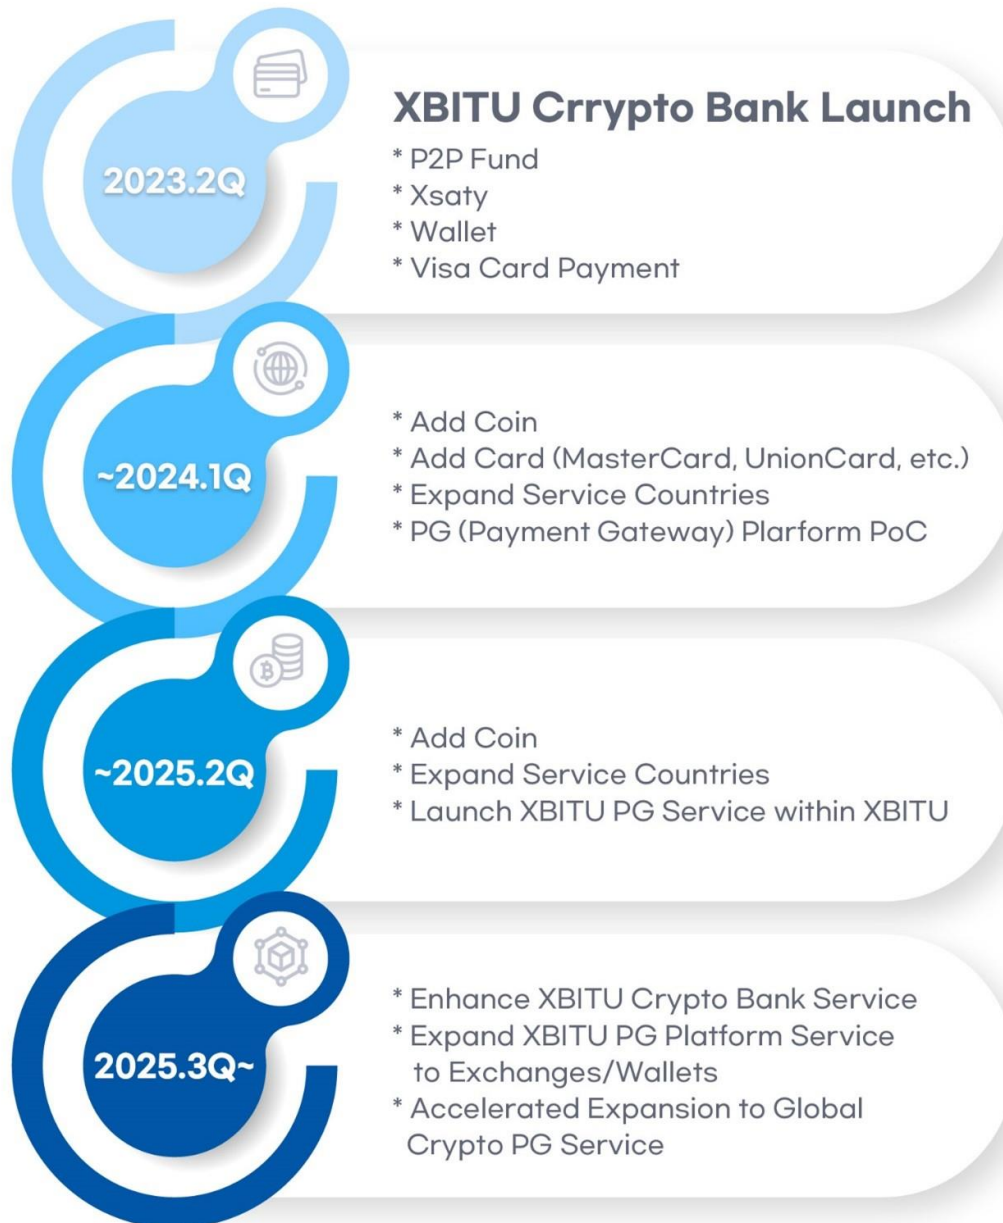 2023.2Q
XBITU Crrypto Bank Launch
* P2P Fund
* Xsaty
* Wallet
* Visa Card Payment
~2024.1Q
* Add Coin
* Add Card (MasterCard, UnionCard, etc.)
* Expand Service Countries
* PG (Payment Gateway) Plarform PoC
~2025.2Q
* Add Coin
* Expand Service Countries
* Launch XBITU PG Service within XBITU
2025.3Q~
* Enhance XBITU Crypto Bank Service
* Expand XBITU PG Platform Service
to Exchanges/Wallets
* Accelerated Expansion to Global
Crypto PG Service